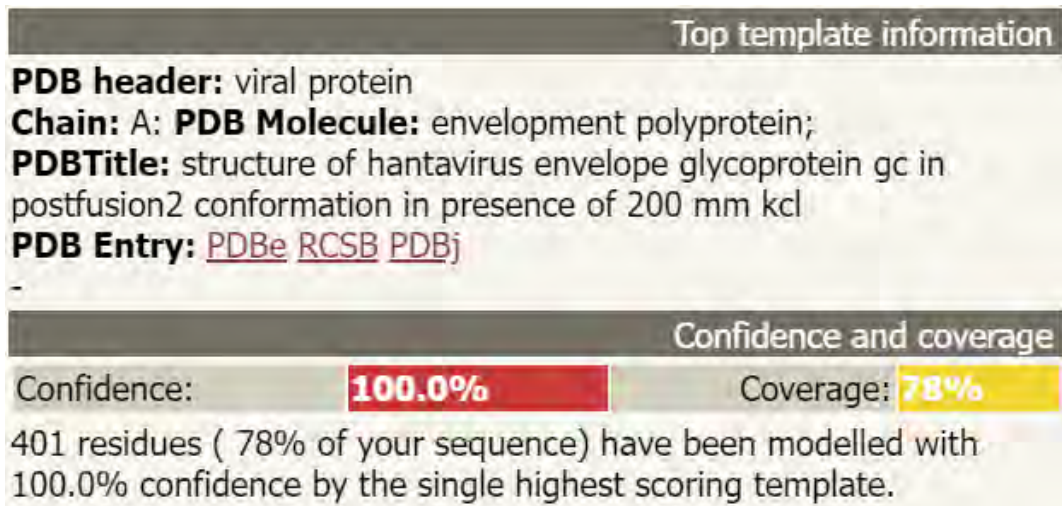 Top template information
PDB header: viral protein
Chain: A: PDB Molecule: envelopment polyprotein;
PDBTitle: structure of hantavirus envelope glycoprotein gc in
postfusion2 conformation in presence of 200 mm kcl
PDB Entry: PDBe RCSB PDBj
-
Confidence and coverage
Confidence: 100.0% Coverage: 78%
401 residues ( 78% of your sequence) have been modelled with
100.0% confidence by the single highest scoring template.